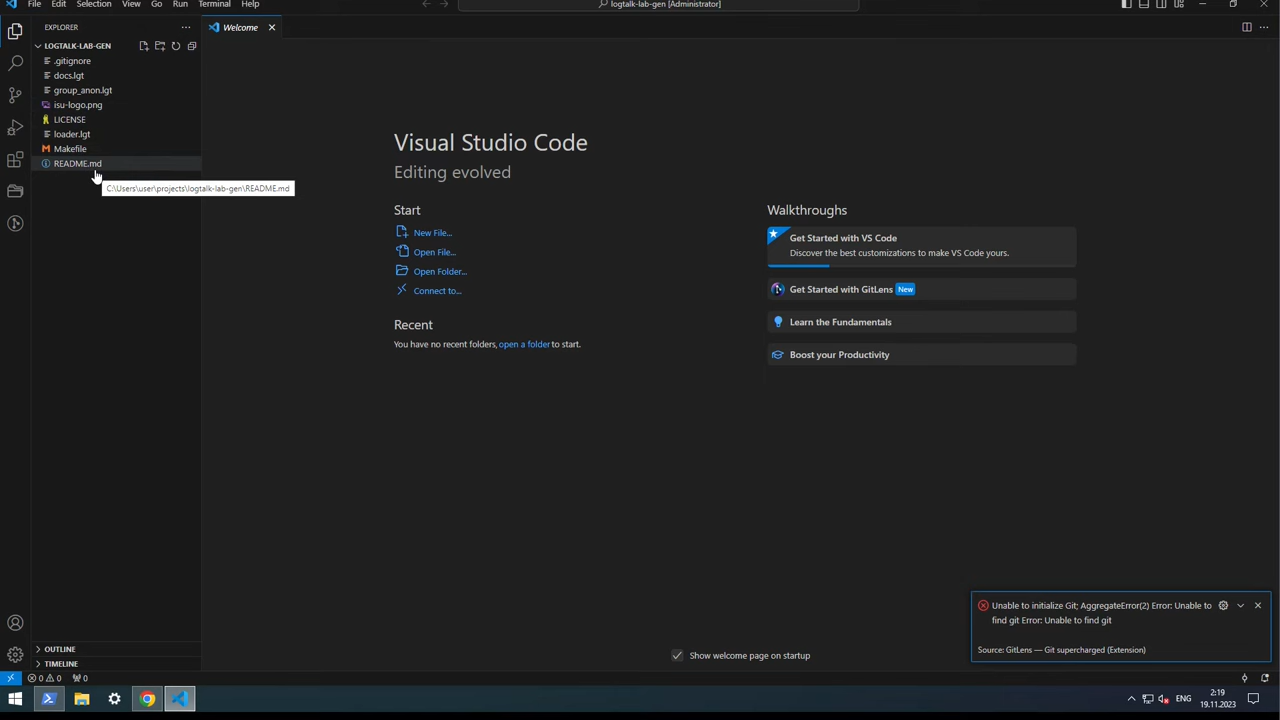 File Edit Selection View Go Run Terminal Help
logtalk-lab-gen [Administrator]
EXPLORER
Welcome
LOGTALK-LAB-GEN
.gitignore
docs.lgt
group_anon.lgt
isu-logo.png
LICENSE
loader.lgt
Makefile
README.md
C:\Users\user\projects\logtalk-lab-gen\README.md
Visual Studio Code
Editing evolved
Start
New File...
Open File...
Open Folder...
Connect to...
Recent
You have no recent folders, open a folder to start.
Walkthroughs
Get Started with VS Code
Discover the best customizations to make VS Code yours.
Get Started with GitLens New
Learn the Fundamentals
Boost your Productivity
Unable to initialize Git; AggregateError(2) Error: Unable to
find git Error: Unable to find git
Source: GitLens — Git supercharged (Extension)
Show welcome page on startup
OUTLINE
TIMELINE
0 0 0
ENG
2:19
19.11.2023